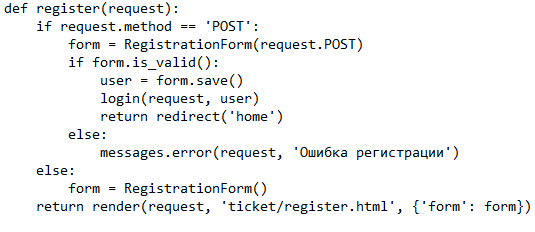 def register(request):
    if request.method == 'POST':
        form = RegistrationForm(request.POST)
        if form.is_valid():
            user = form.save()
            login(request, user)
            return redirect('home')
        else:
            messages.error(request, 'Ошибка регистрации')
    else:
        form = RegistrationForm()
    return render(request, 'ticket/register.html', {'form': form})